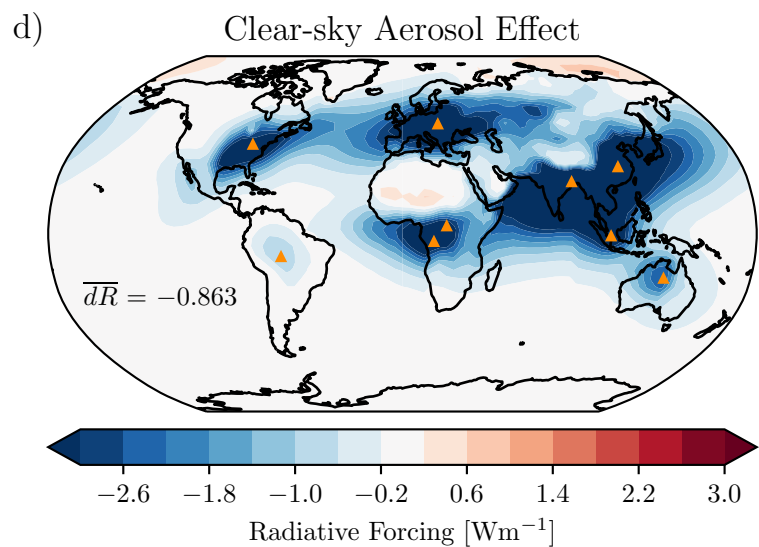 d)
Clear-sky Aerosol Effect
$\overline{dR} = -0.863$
−2.6 −1.8 −1.0 −0.2 0.6 1.4 2.2 3.0
Radiative Forcing [Wm⁻¹]